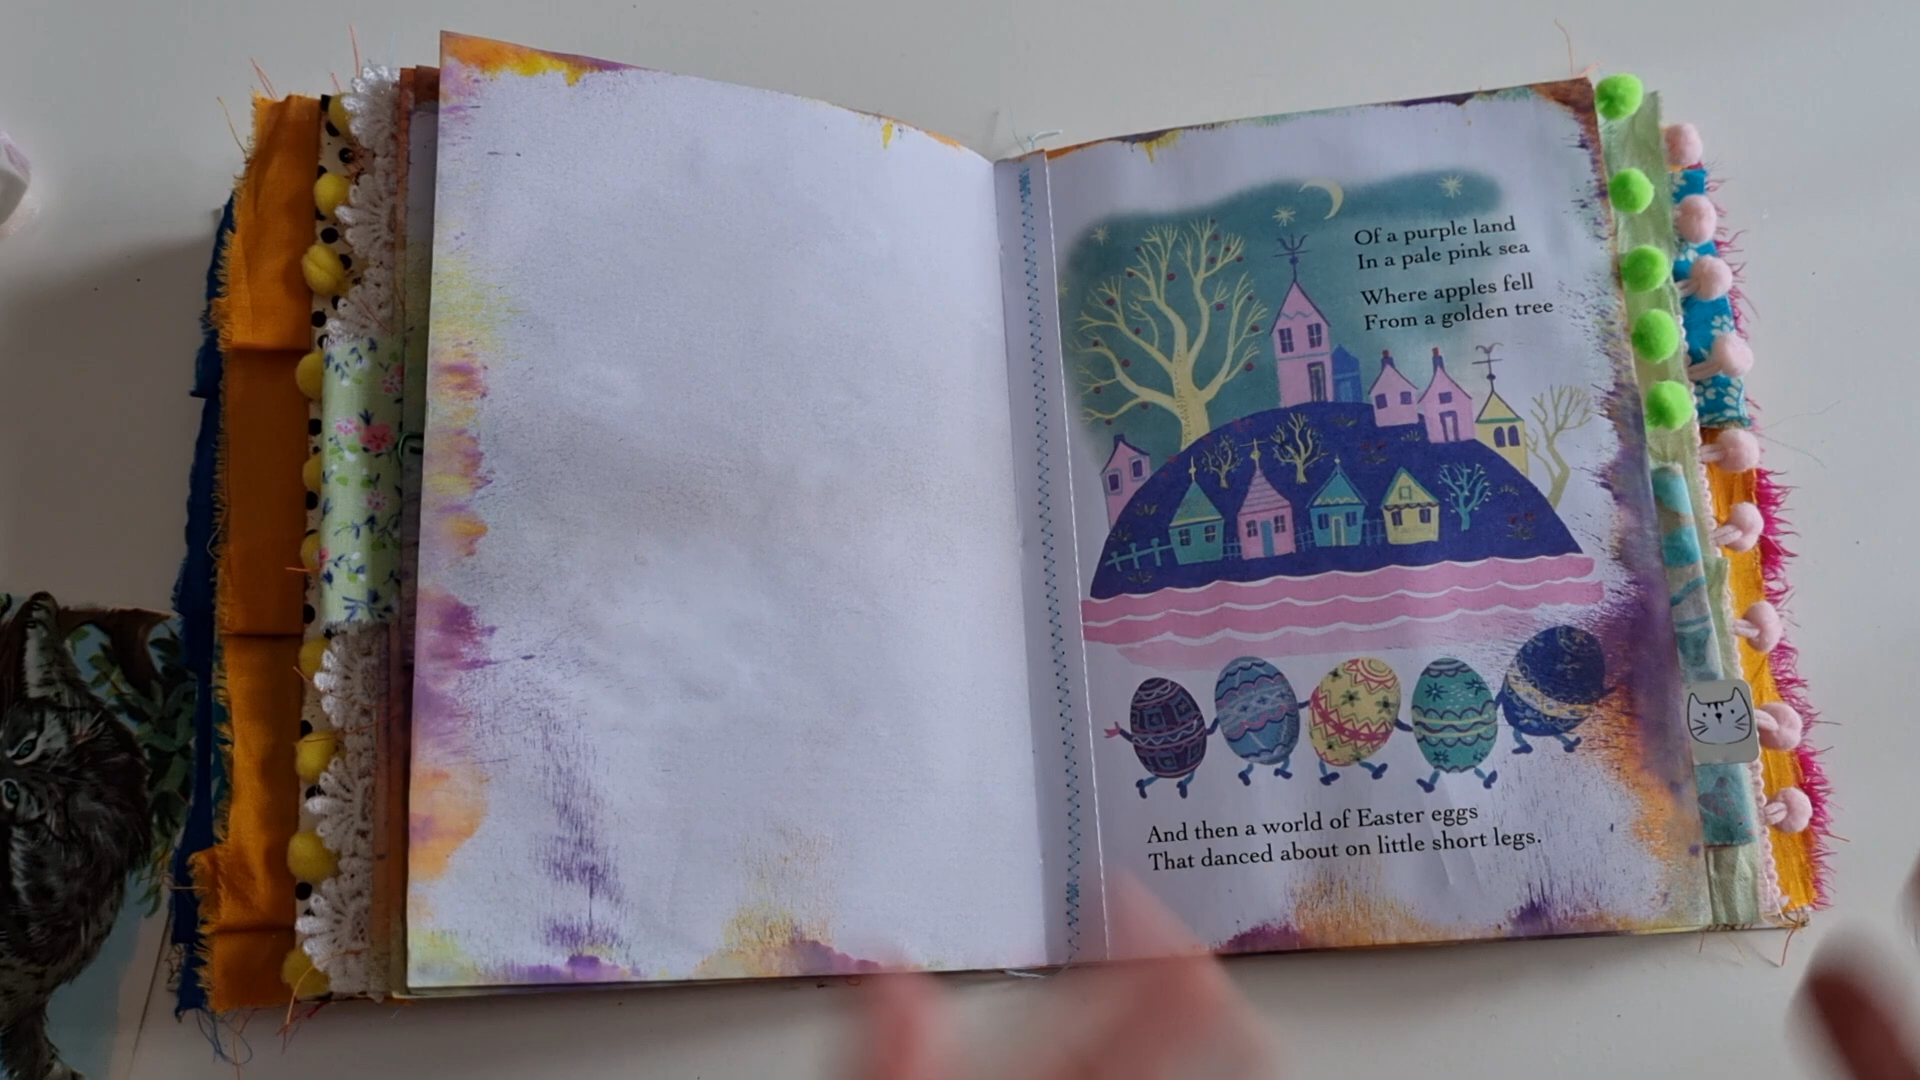 Of a purple land
In a pale pink sea
Where apples fell
From a golden tree
And then a world of Easter eggs
That danced about on little short legs.